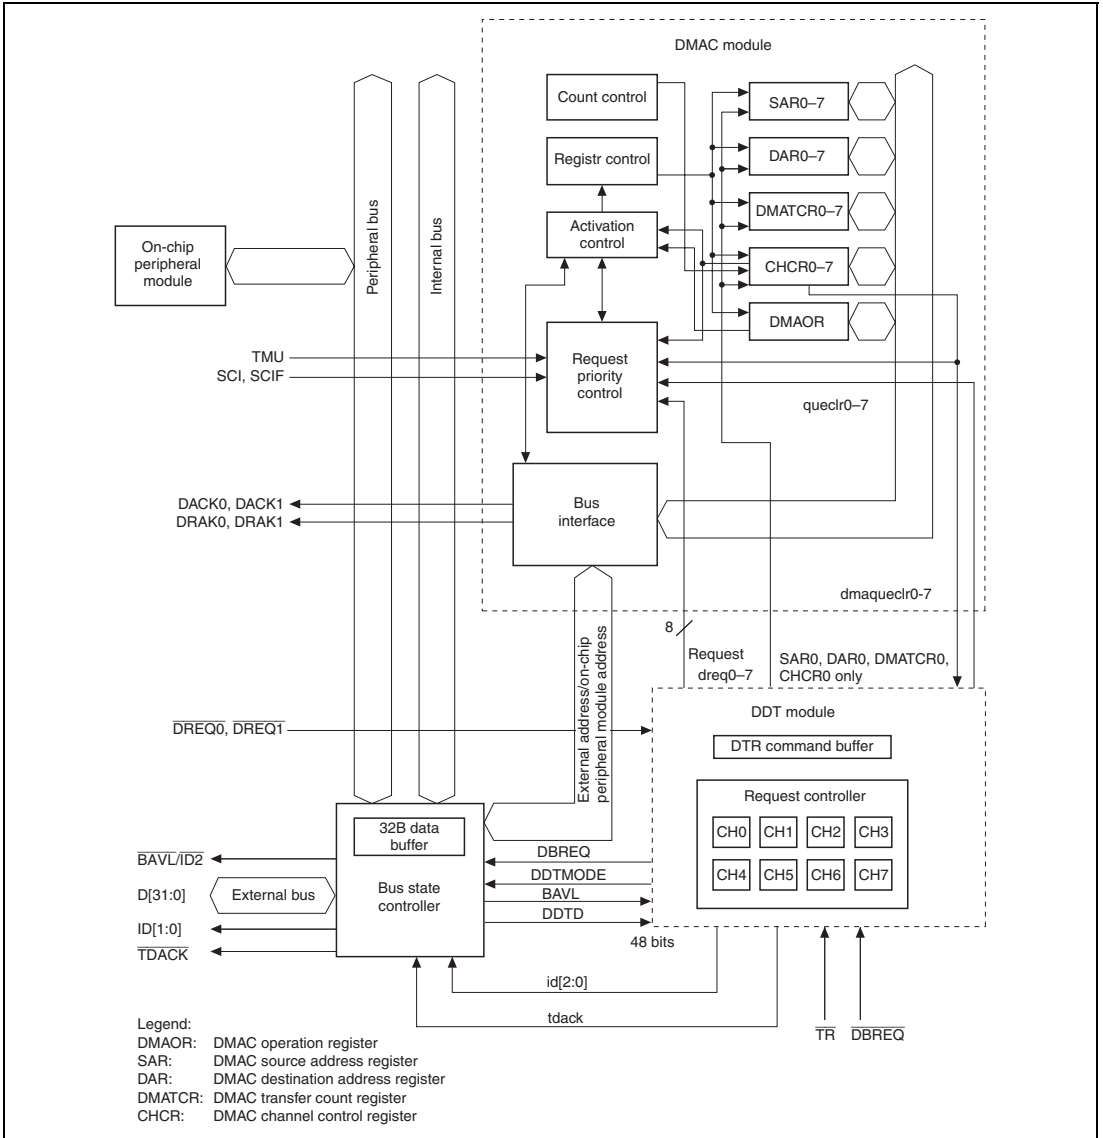 DMAC module
Count control
SAR0–7
Registr control
DAR0–7
DMATCR0–7
Activation
control
CHCR0–7
DMAOR
On-chip
peripheral
module
Peripheral bus
Internal bus
TMU
SCI, SCIF
Request
priority
control
queclr0–7
DACK0, DACK1
DRAK0, DRAK1
Bus
interface
dmaqueclr0-7
External address/on-chip
peripheral module address
8
Request
dreq0–7
SAR0, DAR0, DMATCR0,
CHCR0 only
DREQ0, DREQ1
DDT module
DTR command buffer
Request controller
CH0 CH1 CH2 CH3
CH4 CH5 CH6 CH7
32B data
buffer
Bus state
controller
BAVL/ID2
D[31:0]
External bus
ID[1:0]
TDACK
DBREQ
DDTMODE
BAVL
DDTD
48 bits
id[2:0]
tdack
TR
DBREQ
Legend:
DMAOR: DMAC operation register
SAR: DMAC source address register
DAR: DMAC destination address register
DMATCR: DMAC transfer count register
CHCR: DMAC channel control register